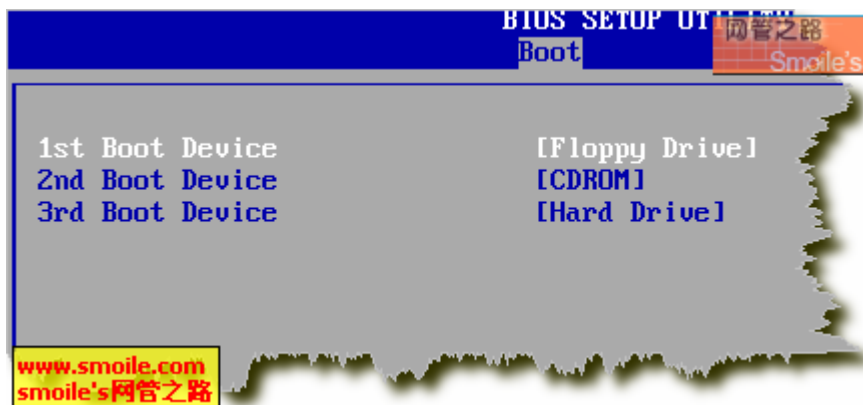 BIOS SETUP UTILITY
Boot
网管之路
Smoile's
1st Boot Device [Floppy Drive]
2nd Boot Device [CDROM]
3rd Boot Device [Hard Drive]
www.smoile.com
smoile's网管之路